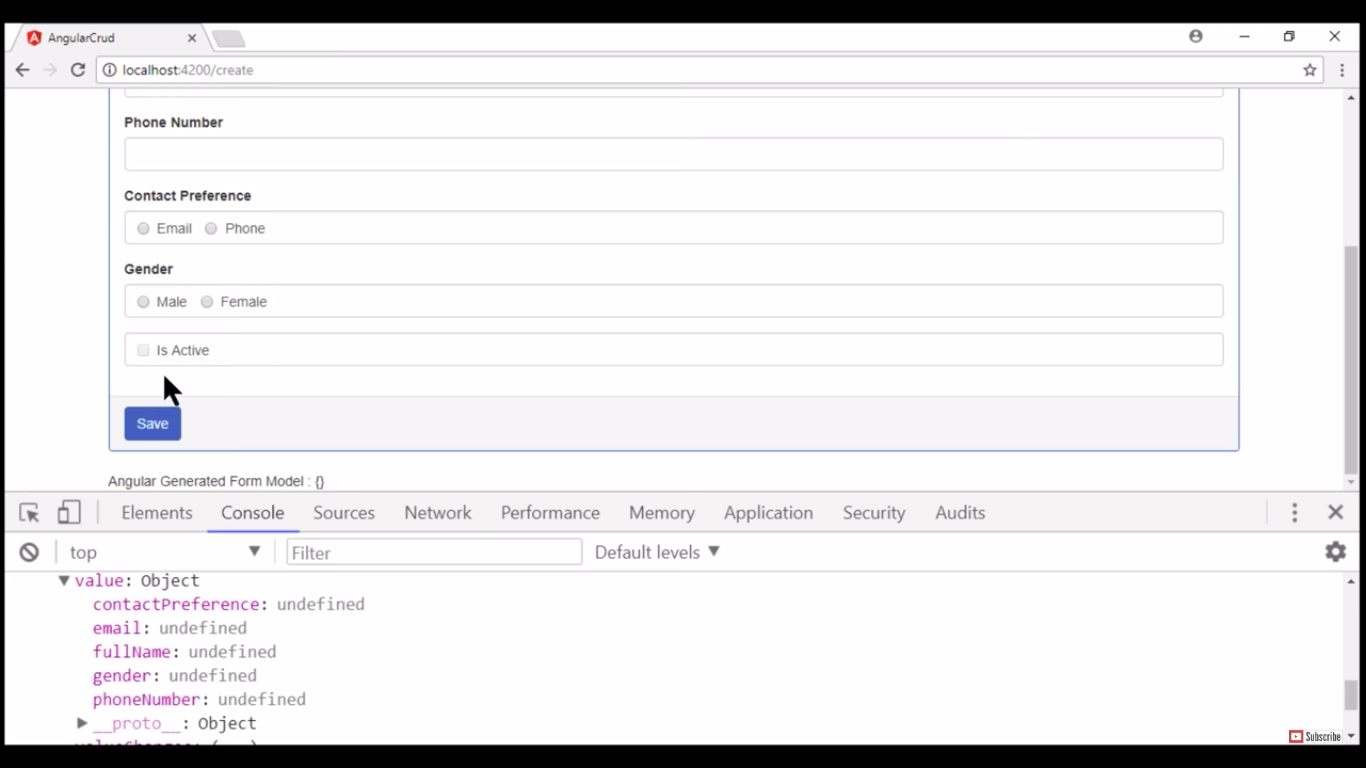 AngularCrud
localhost:4200/create
Phone Number
Contact Preference
Email Phone
Gender
Male Female
Is Active
Save
Angular Generated Form Model : {}
Elements Console Sources Network Performance Memory Application Security Audits
top Filter Default levels
value: Object
contactPreference: undefined
email: undefined
fullName: undefined
gender: undefined
phoneNumber: undefined
__proto__: Object
Subscribe